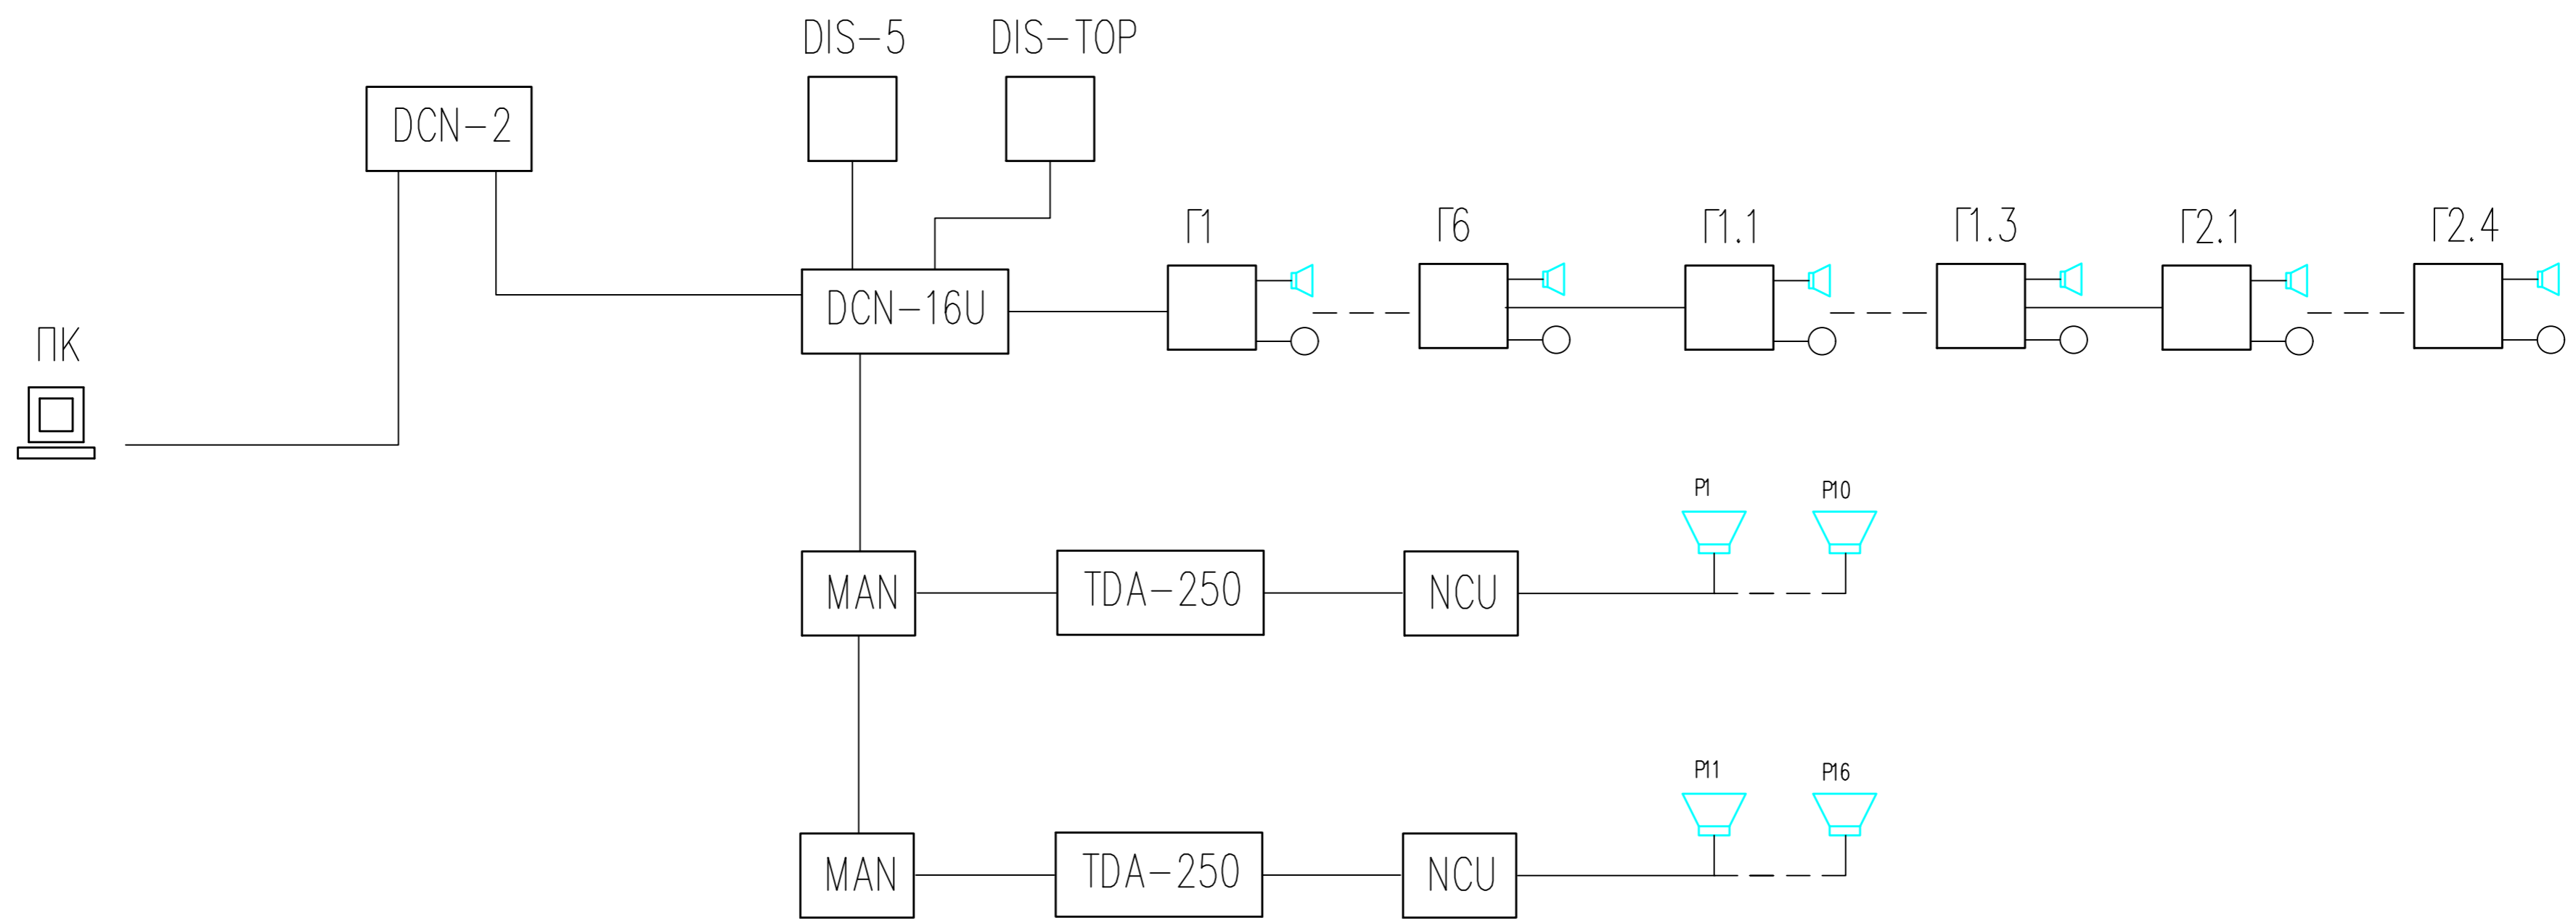 DIS-5
DIS-TOP
DCN-2
Г1
Г6
Г1.1
Г1.3
Г2.1
Г2.4
DCN-16U
ПК
P1
P10
MAN
TDA-250
NCU
P11
P16
MAN
TDA-250
NCU